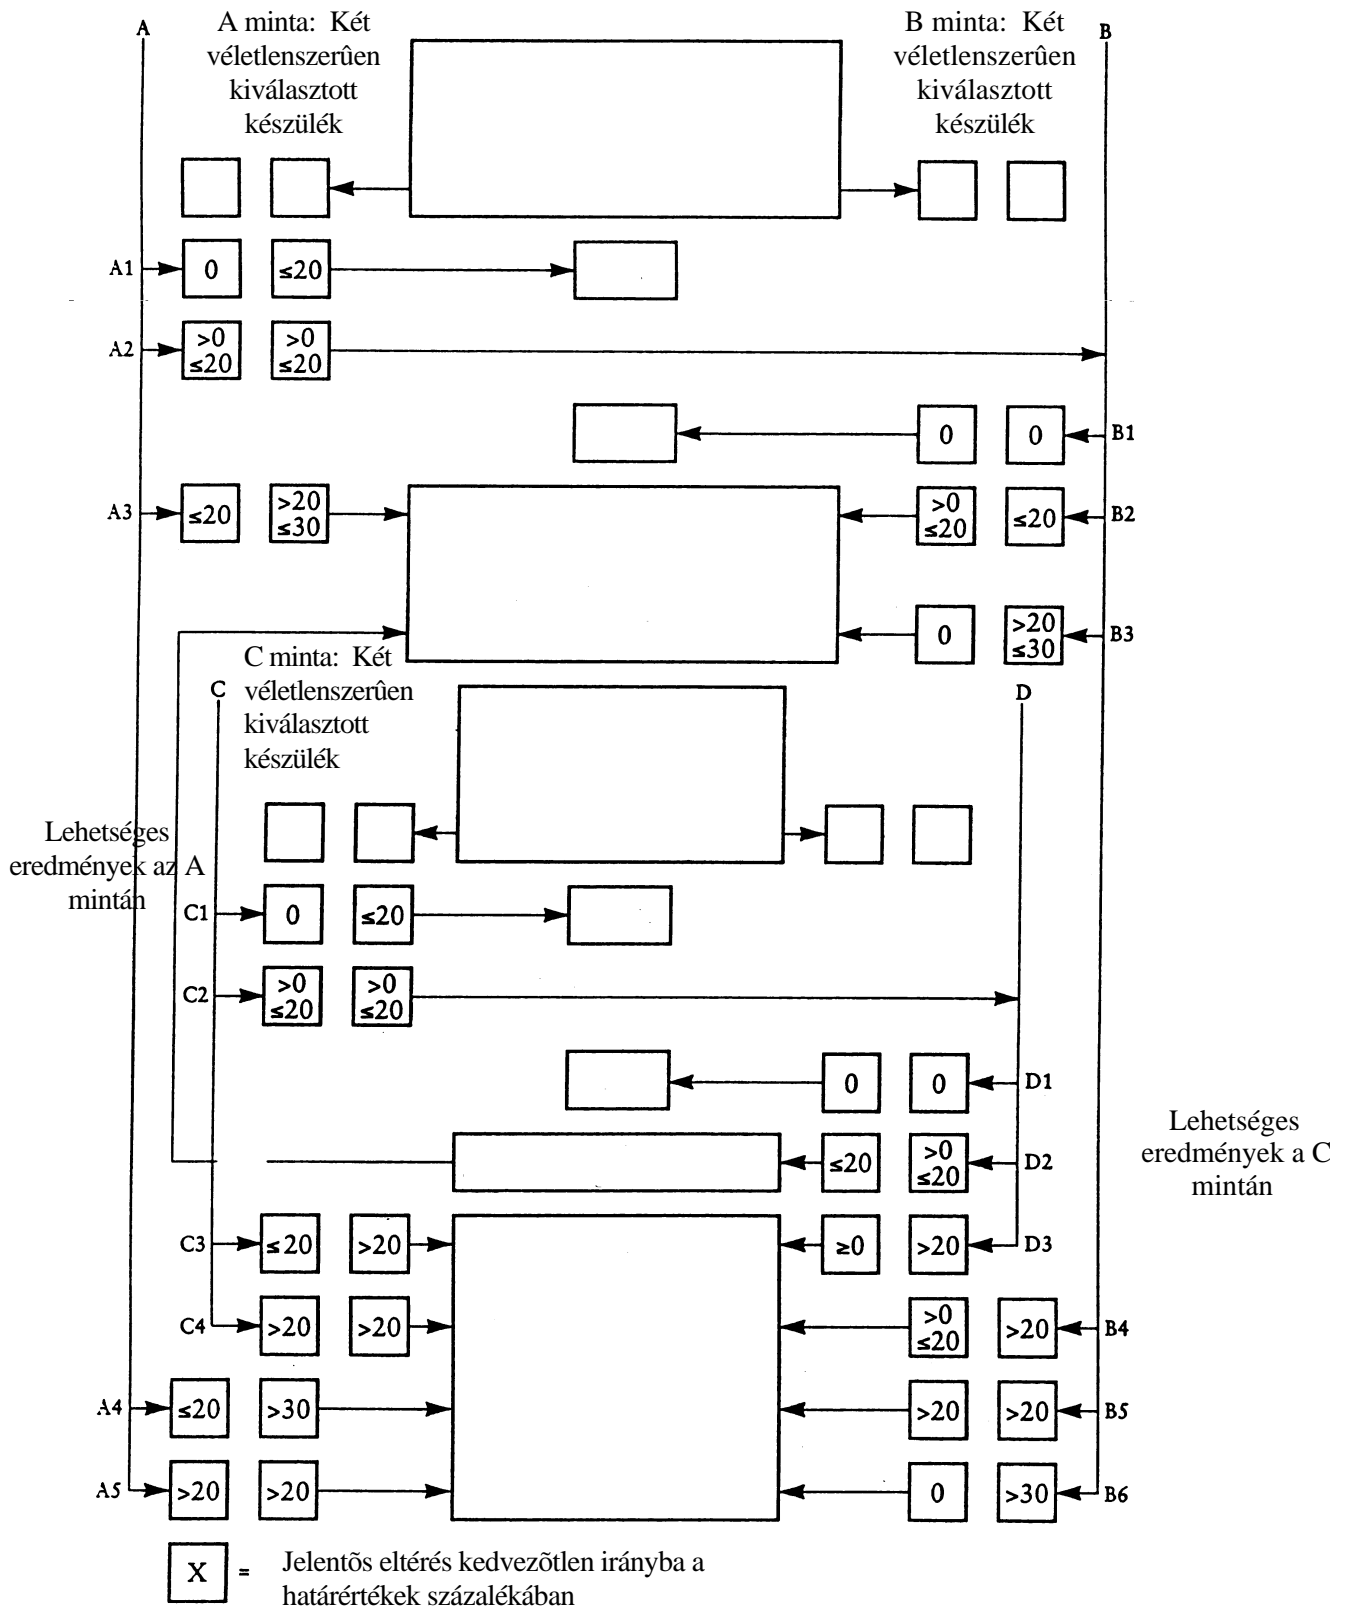 A
A minta: Két
véletlenszerûen
kiválasztott
készülék
B minta: Két
véletlenszerûen
kiválasztott
készülék
B
A1 0 ≤20
A2 >0 ≤20 >0 ≤20
0 0 B1
A3 ≤20 >20 ≤30
>0 ≤20 ≤20 B2
0 >20 ≤30 B3
C minta: Két
véletlenszerûen
kiválasztott
készülék
C
D
Lehetséges
eredmények az A
mintán
C1 0 ≤20
C2 >0 ≤20 >0 ≤20
0 0 D1
≤20 >0 ≤20 D2
Lehetséges
eredmények a C
mintán
C3 ≤20 >20
≥0 >20 D3
C4 >20 >20
>0 ≤20 >20 B4
A4 ≤20 >30
>20 >20 B5
A5 >20 >20
0 >30 B6
X = Jelentõs eltérés kedvezõtlen irányba a
határértékek százalékában